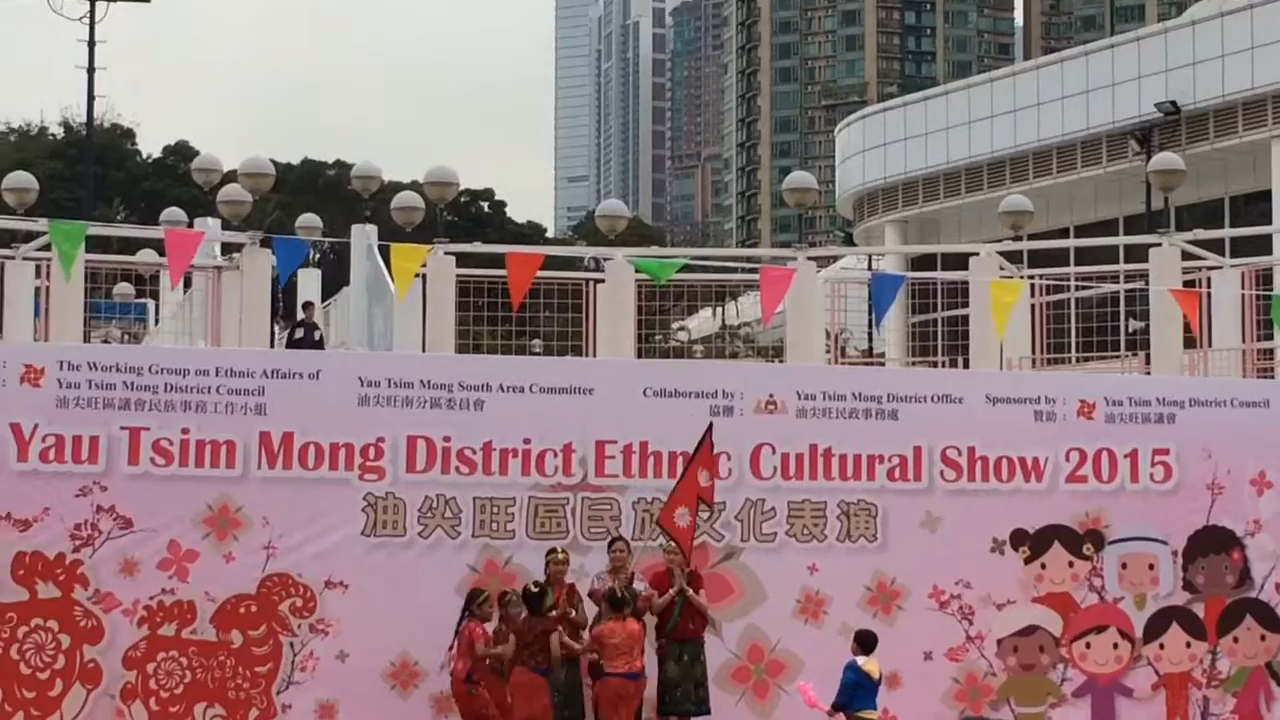 The Working Group on Ethnic Affairs of
Yau Tsim Mong District Council
油尖旺區議會民族事務工作小組
Yau Tsim Mong South Area Committee
油尖旺南分區委員會
Collaborated by :
協辦 :
Yau Tsim Mong District Office
油尖旺民政事務處
Sponsored by :
贊助 :
Yau Tsim Mong District Council
油尖旺區議會
Yau Tsim Mong District Ethnic Cultural Show 2015
油尖旺區民族文化表演